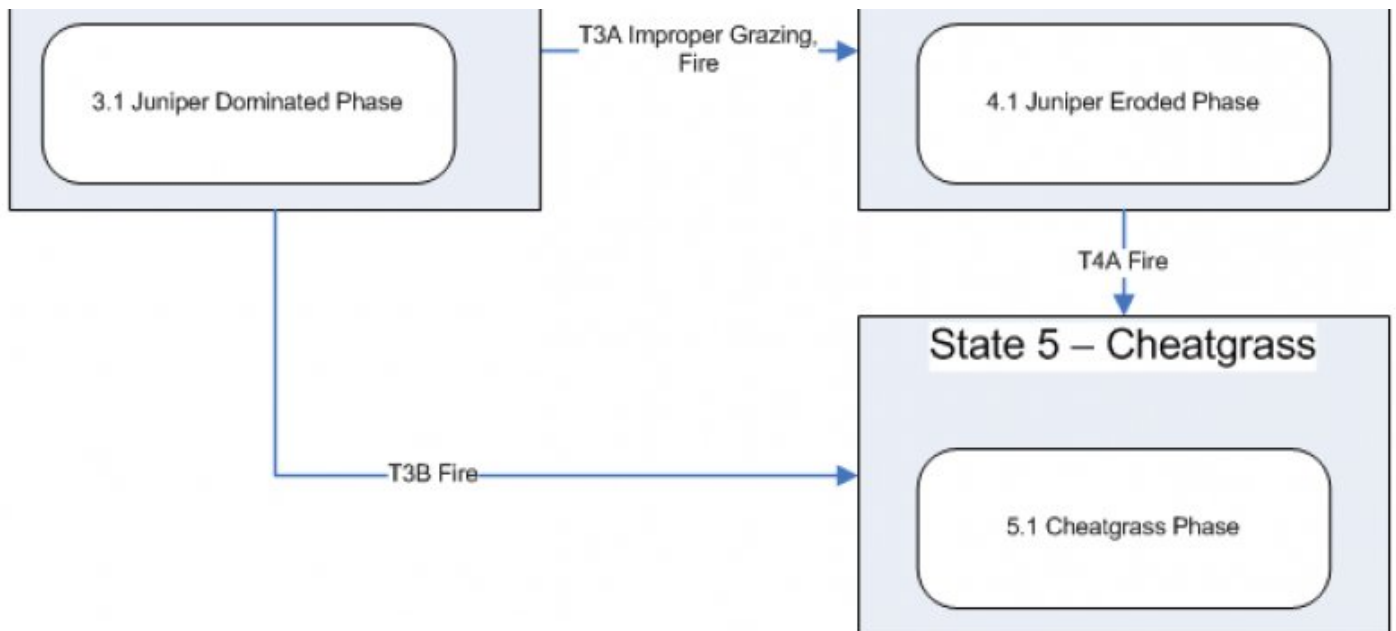 T3A Improper Grazing,
Fire
3.1 Juniper Dominated Phase
4.1 Juniper Eroded Phase
T4A Fire
State 5 – Cheatgrass
T3B Fire
5.1 Cheatgrass Phase